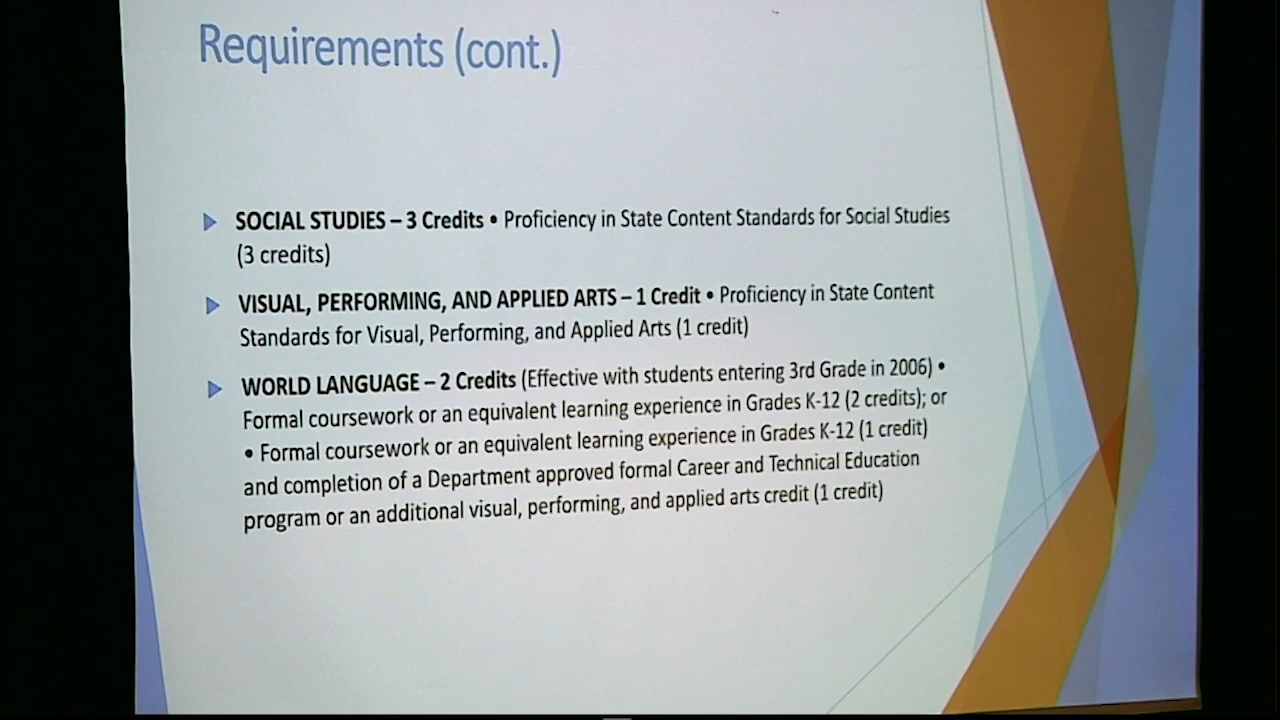 Requirements (cont.)
SOCIAL STUDIES – 3 Credits • Proficiency in State Content Standards for Social Studies
(3 credits)
VISUAL, PERFORMING, AND APPLIED ARTS – 1 Credit • Proficiency in State Content
Standards for Visual, Performing, and Applied Arts (1 credit)
WORLD LANGUAGE – 2 Credits (Effective with students entering 3rd Grade in 2006) •
Formal coursework or an equivalent learning experience in Grades K-12 (2 credits); or
• Formal coursework or an equivalent learning experience in Grades K-12 (1 credit)
and completion of a Department approved formal Career and Technical Education
program or an additional visual, performing, and applied arts credit (1 credit)